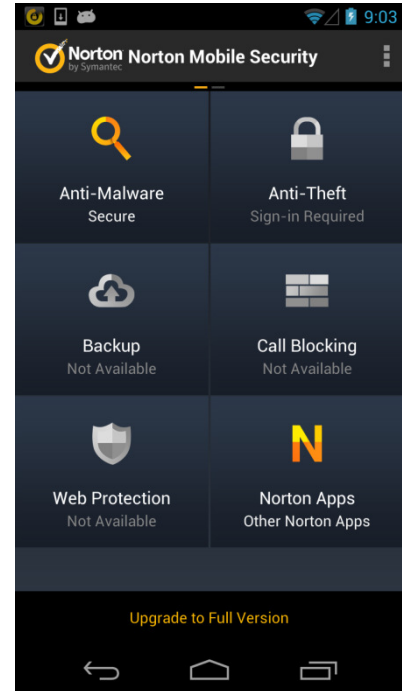 9:03
Norton
by Symantec
Norton Mobile Security
Anti-Malware
Secure
Anti-Theft
Sign-in Required
Backup
Not Available
Call Blocking
Not Available
Web Protection
Not Available
N
Norton Apps
Other Norton Apps
Upgrade to Full Version